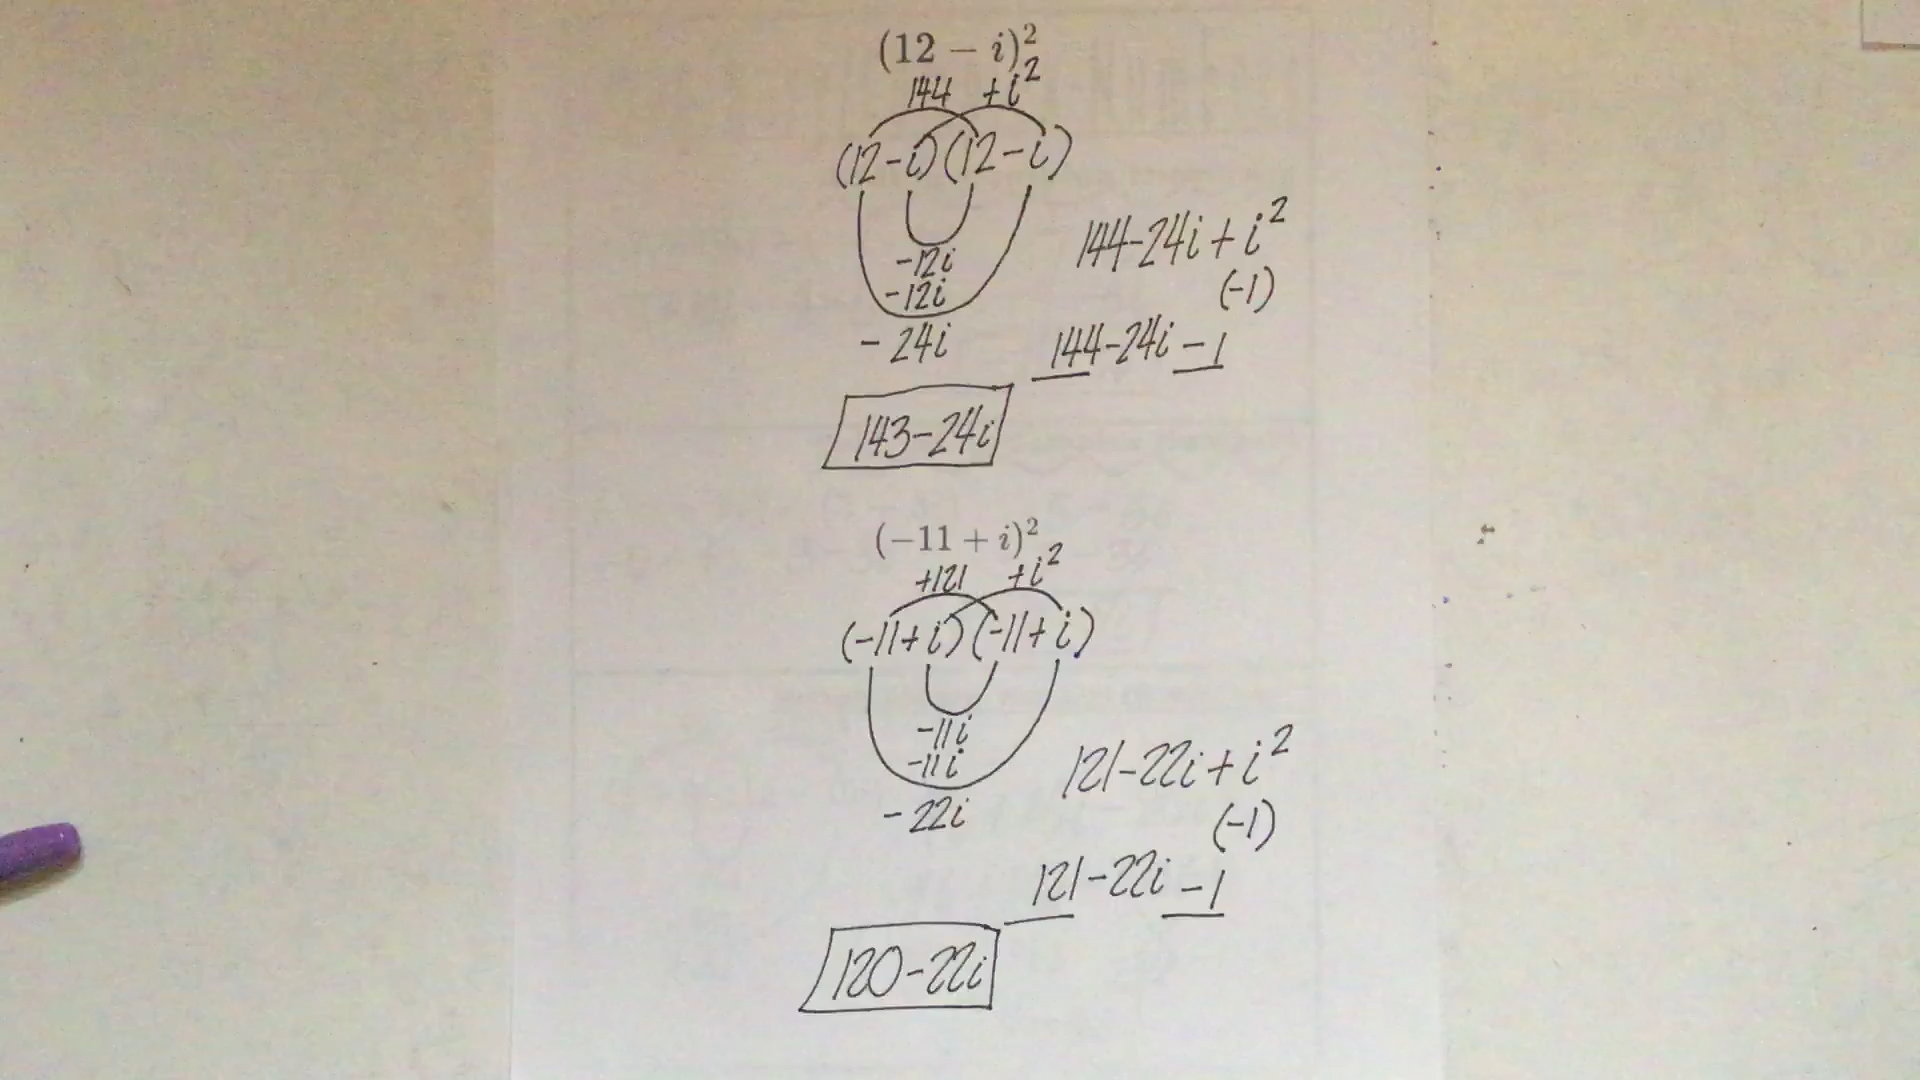 (12 − i)²
144 +i²
(12-i)(12-i)
-12i
-12i
- 24i
144-24i+i²
(-1)
144-24i-1
143-24i
(−11 + i)²
+121 +i²
(-11+i)(-11+i)
-11i
-11i
- 22i
121-22i+i²
(-1)
121-22i-1
120-22i